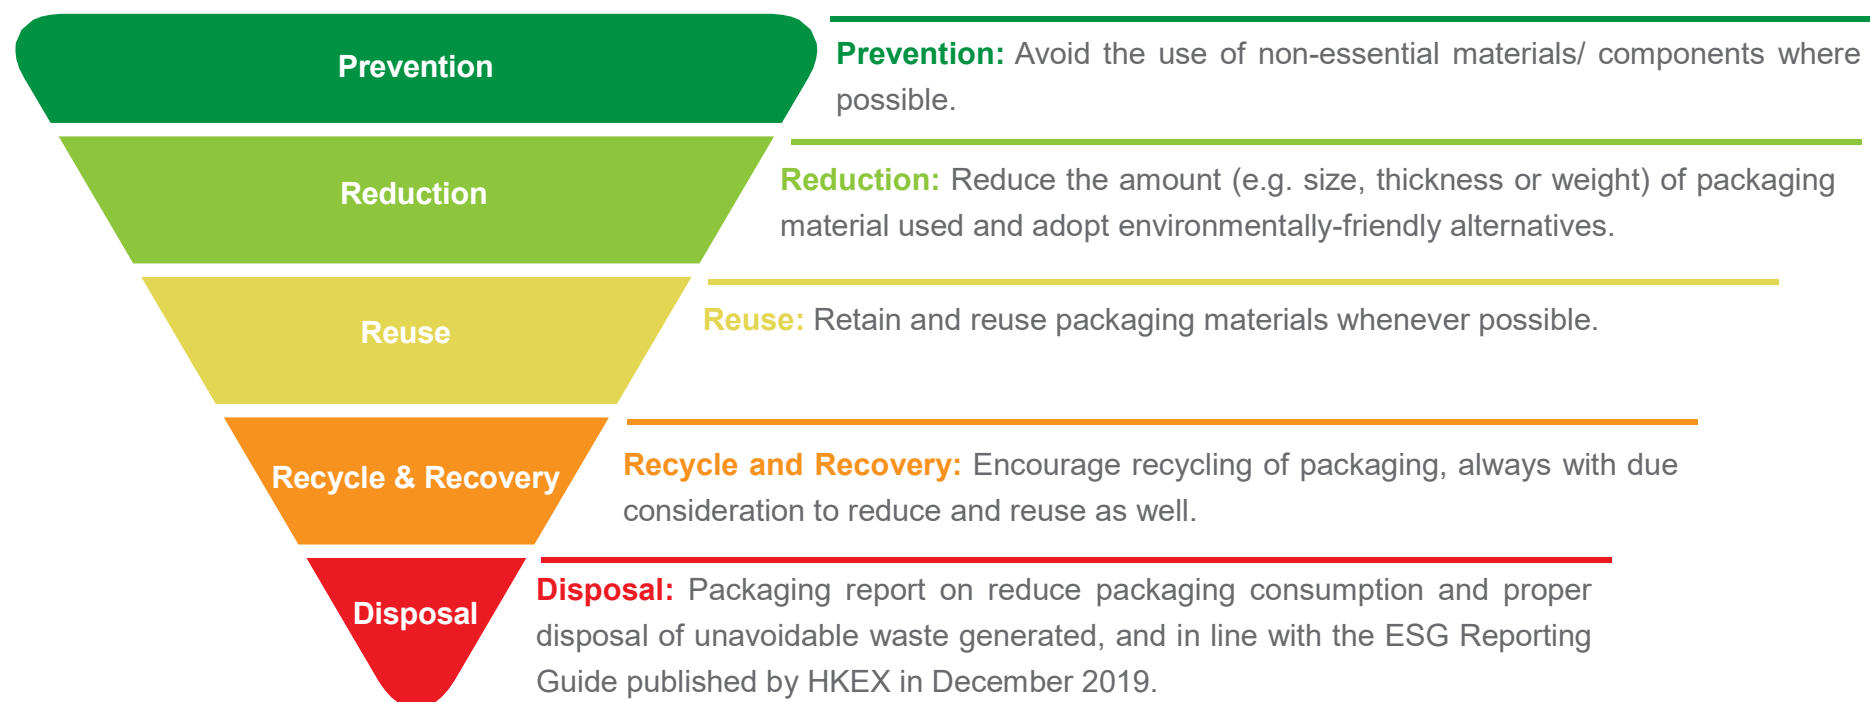 Prevention
Prevention: Avoid the use of non-essential materials/ components where
possible.
Reduction
Reduction: Reduce the amount (e.g. size, thickness or weight) of packaging
material used and adopt environmentally-friendly alternatives.
Reuse
Reuse: Retain and reuse packaging materials whenever possible.
Recycle & Recovery
Recycle and Recovery: Encourage recycling of packaging, always with due
consideration to reduce and reuse as well.
Disposal
Disposal: Packaging report on reduce packaging consumption and proper
disposal of unavoidable waste generated, and in line with the ESG Reporting
Guide published by HKEX in December 2019.